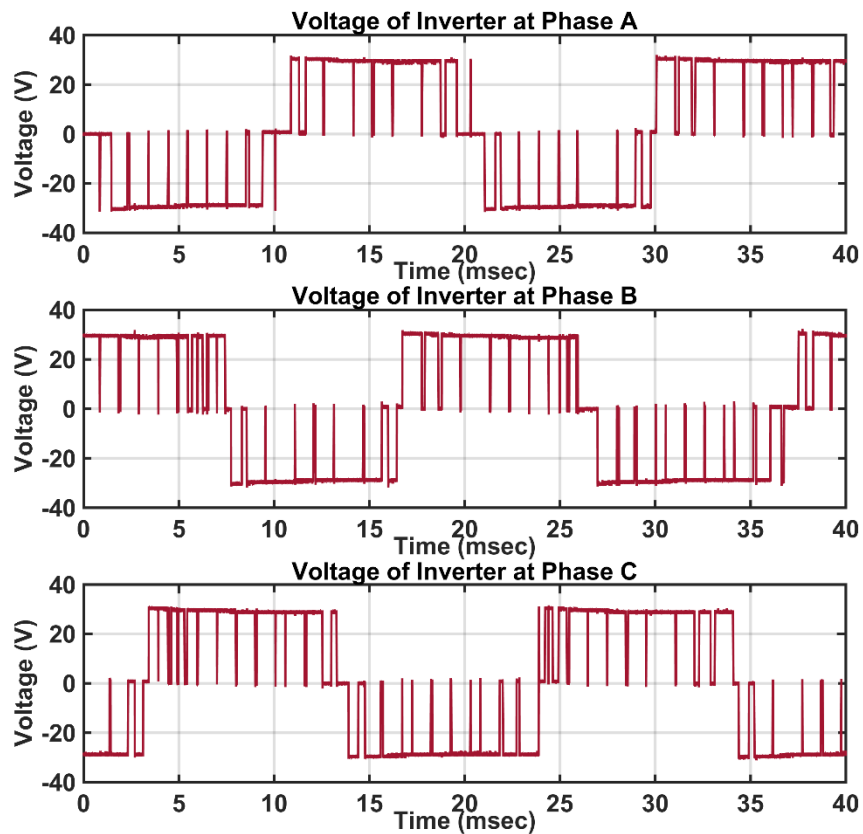 Voltage of Inverter at Phase A
Voltage (V)
40
20
0
-20
-40
0 5 10 15 20 25 30 35 40
Time (msec)
Voltage of Inverter at Phase B
Voltage (V)
40
20
0
-20
-40
0 5 10 15 20 25 30 35 40
Time (msec)
Voltage of Inverter at Phase C
Voltage (V)
40
20
0
-20
-40
0 5 10 15 20 25 30 35 40
Time (msec)